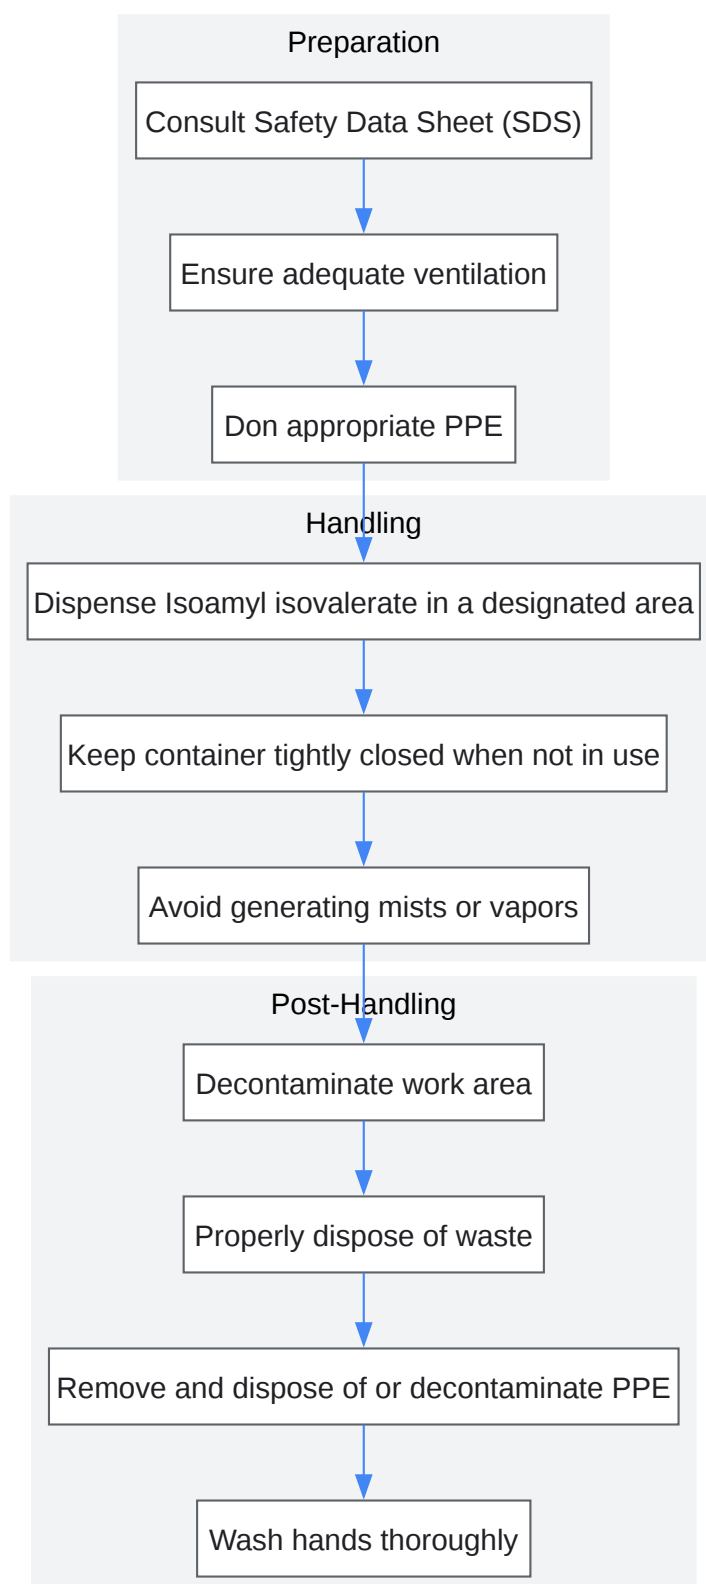 Preparation
Consult Safety Data Sheet (SDS)
Ensure adequate ventilation
Don appropriate PPE
Handling
Dispense Isoamyl isovalerate in a designated area
Keep container tightly closed when not in use
Avoid generating mists or vapors
Post-Handling
Decontaminate work area
Properly dispose of waste
Remove and dispose of or decontaminate PPE
Wash hands thoroughly